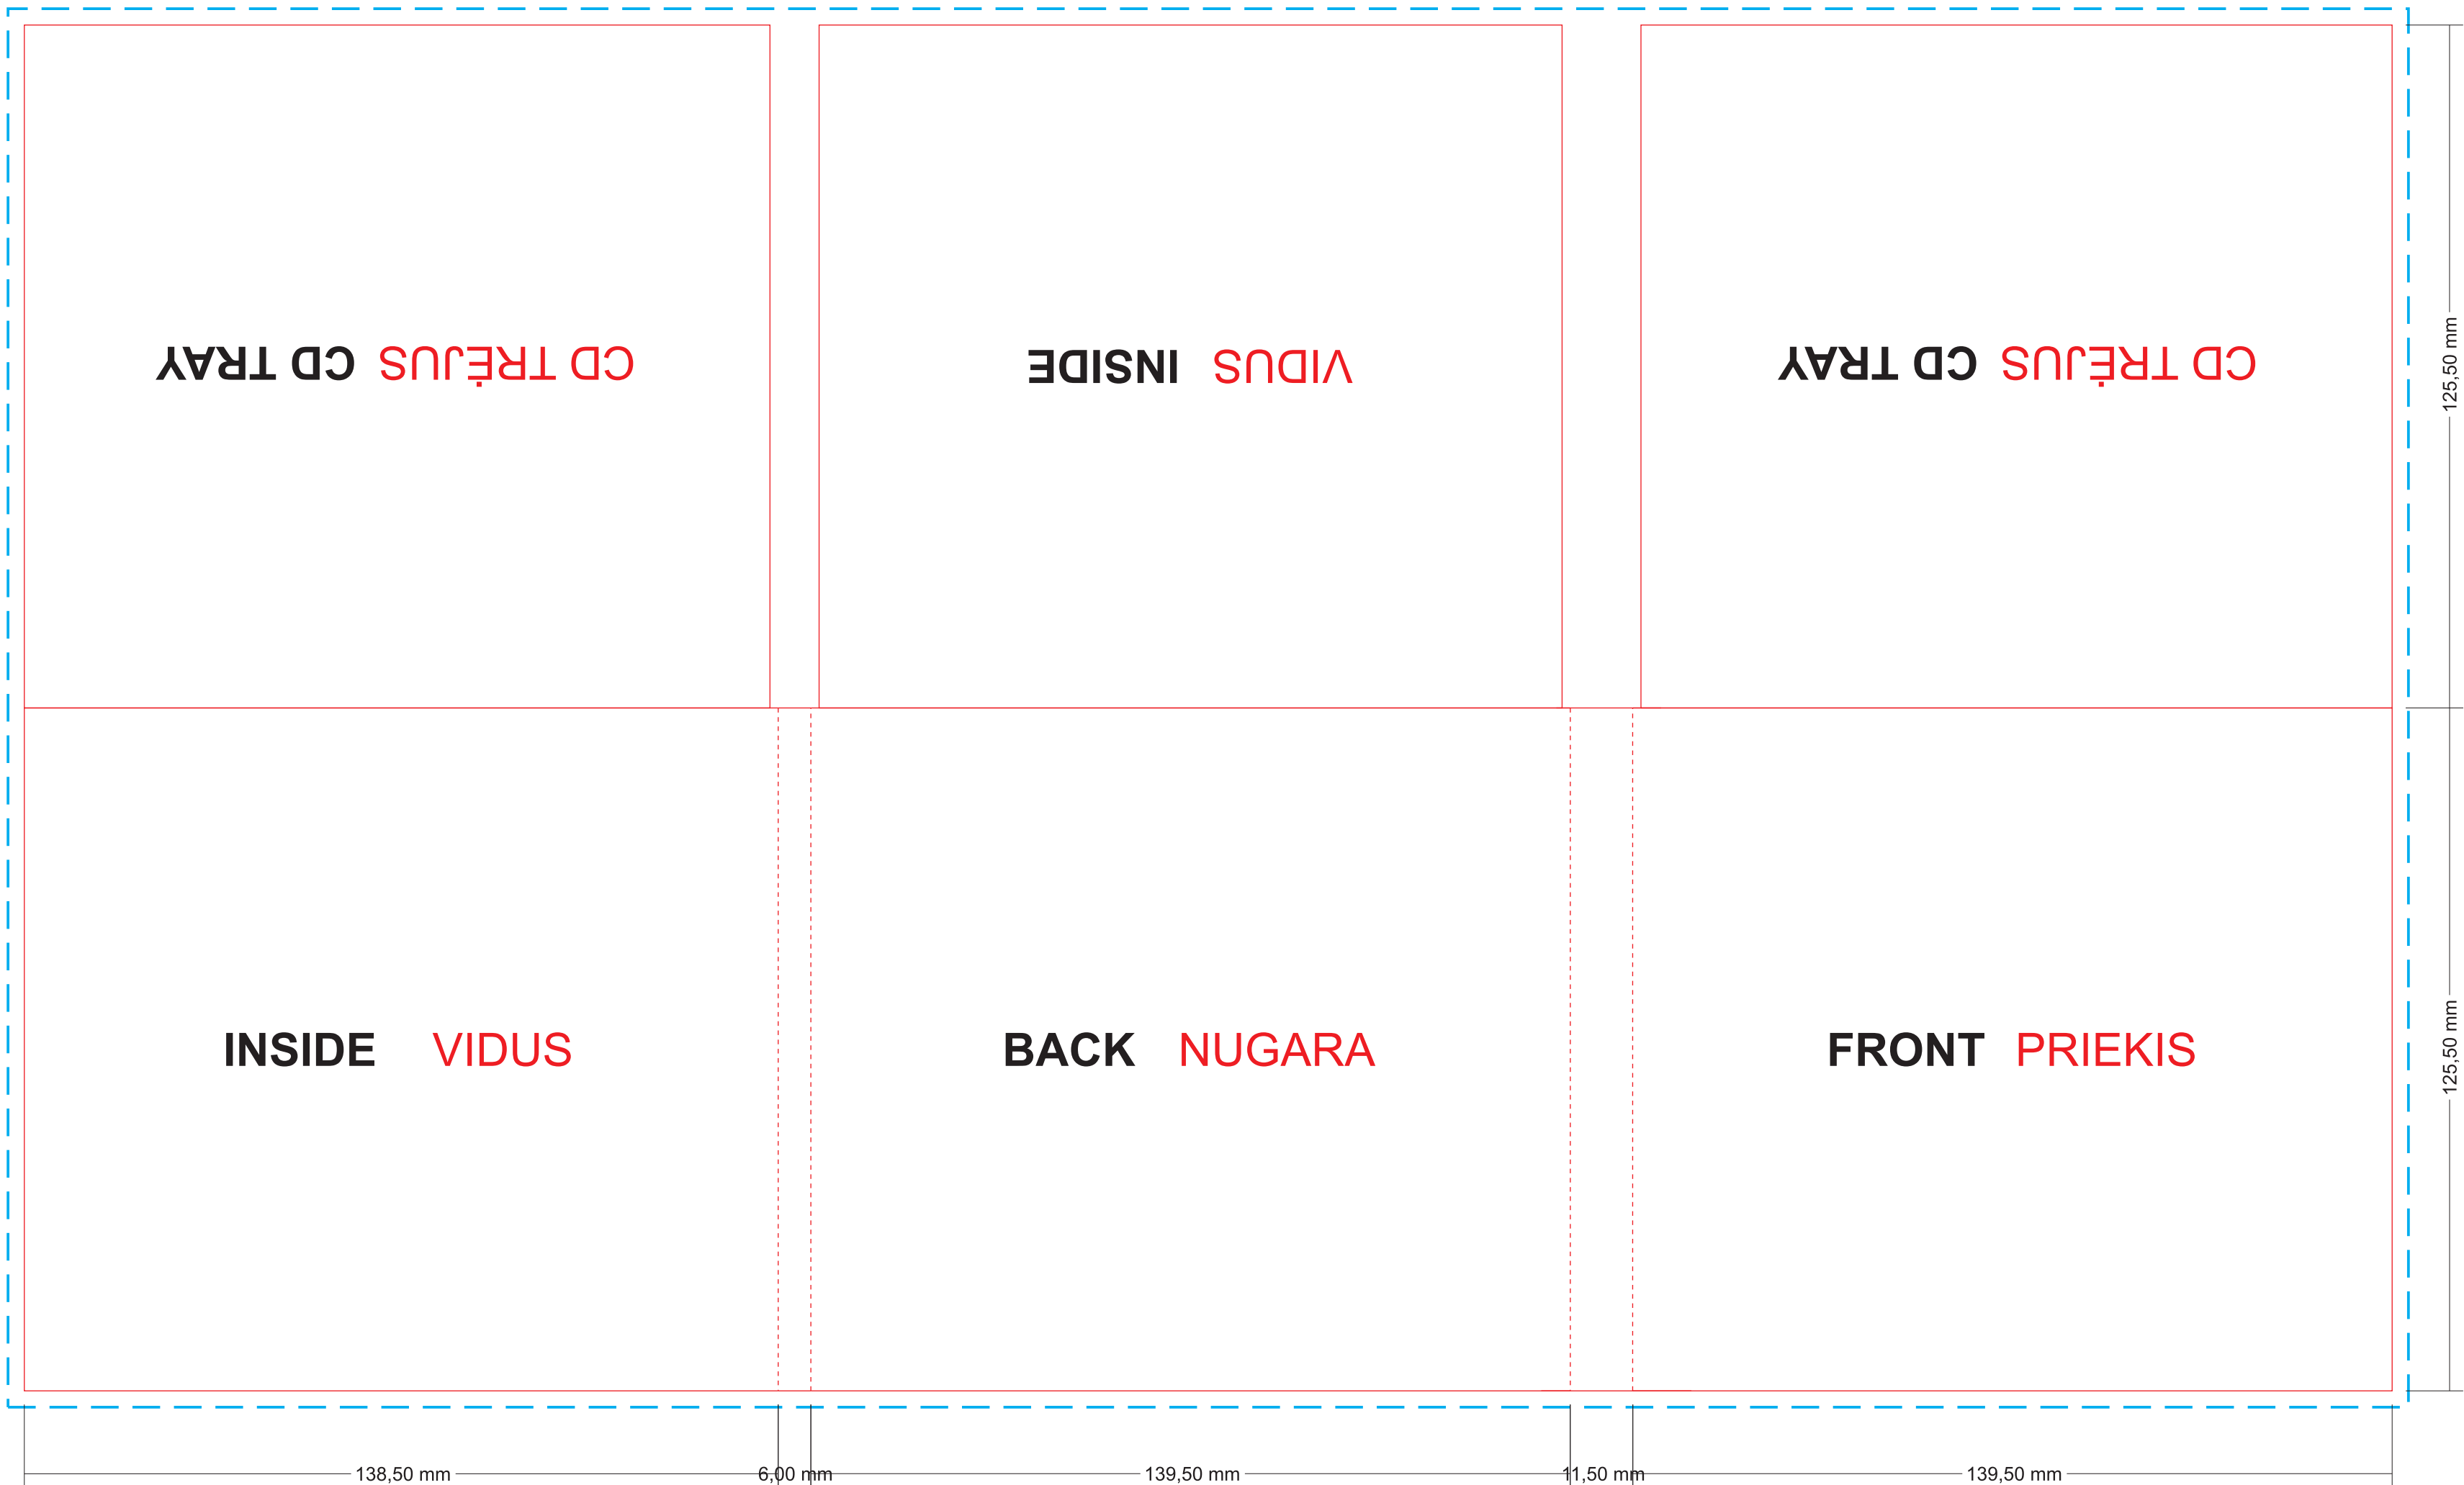 CD TRĖJUS CD TRAY
VIDUS INSIDE
CD TRĖJUS CD TRAY
125,50 mm
INSIDE VIDUS
BACK NUGARA
FRONT PRIEKIS
125,50 mm
138,50 mm
6,00 mm
139,50 mm
11,50 mm
139,50 mm